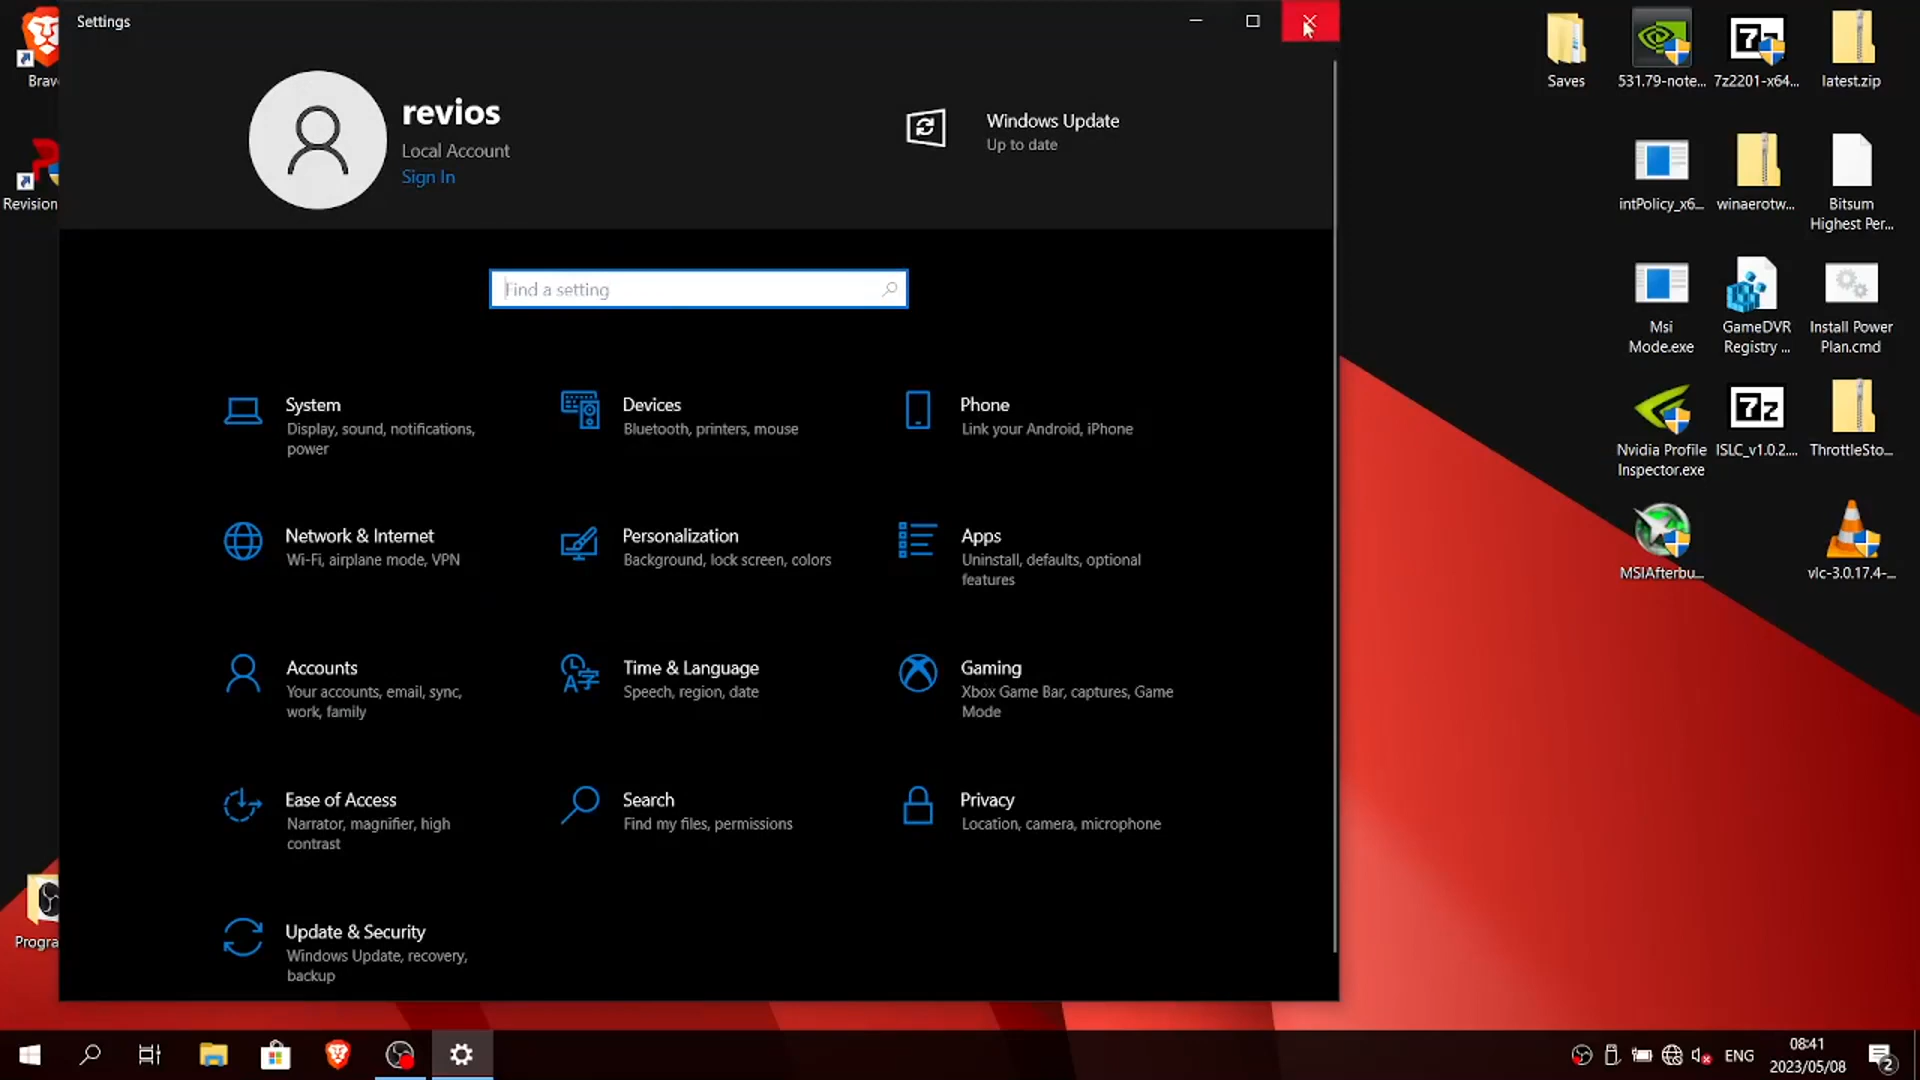 Settings
revios
Local Account
Sign In
Windows Update
Up to date
Find a setting
System
Display, sound, notifications,
power
Devices
Bluetooth, printers, mouse
Phone
Link your Android, iPhone
Network & Internet
Wi-Fi, airplane mode, VPN
Personalization
Background, lock screen, colors
Apps
Uninstall, defaults, optional
features
Accounts
Your accounts, email, sync,
work, family
Time & Language
Speech, region, date
Gaming
Xbox Game Bar, captures, Game
Mode
Ease of Access
Narrator, magnifier, high
contrast
Search
Find my files, permissions
Privacy
Location, camera, microphone
Update & Security
Windows Update, recovery,
backup
Brav
Revision
Progra
Saves
531.79-note...
7z2201-x64...
latest.zip
intPolicy_x6...
winaerotw...
Bitsum
Highest Per...
Msi
Mode.exe
GameDVR
Registry ...
Install Power
Plan.cmd
Nvidia Profile
Inspector.exe
ISLC_v1.0.2....
ThrottleSto...
MSIAfterbu...
vlc-3.0.17.4-...
ENG
08:41
2023/05/08
2